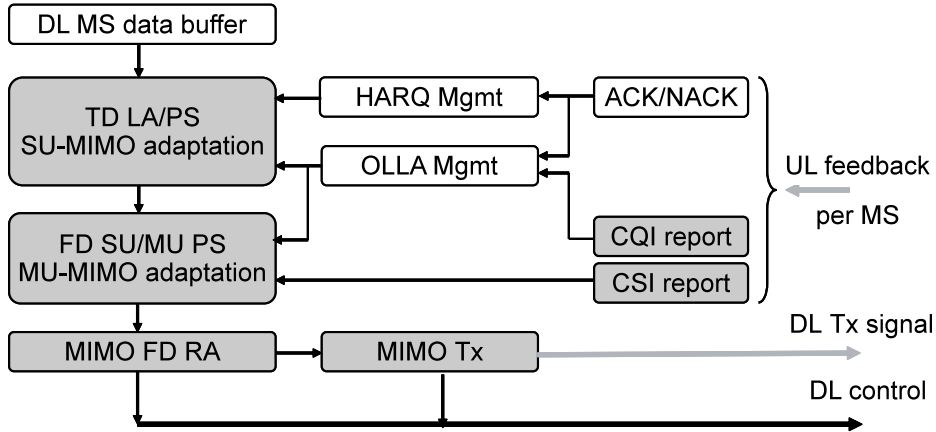 DL MS data buffer
TD LA/PS
SU-MIMO adaptation
HARQ Mgmt
ACK/NACK
OLLA Mgmt
UL feedback
per MS
FD SU/MU PS
MU-MIMO adaptation
CQI report
CSI report
MIMO FD RA
MIMO Tx
DL Tx signal
DL control